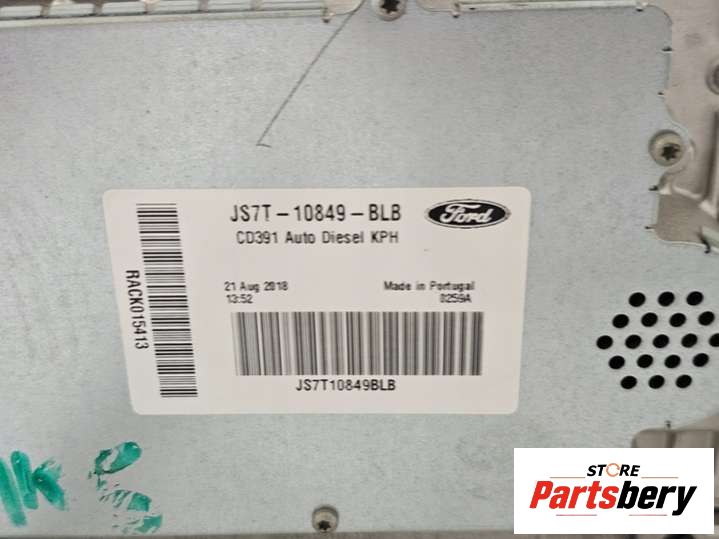 JS7T-10849-BLB
Ford
CD391 Auto Diesel KPH
21 Aug 2018
13:52
Made in Portugal
0259A
RACK015413
JS7T10849BLB
STORE
Partsbery